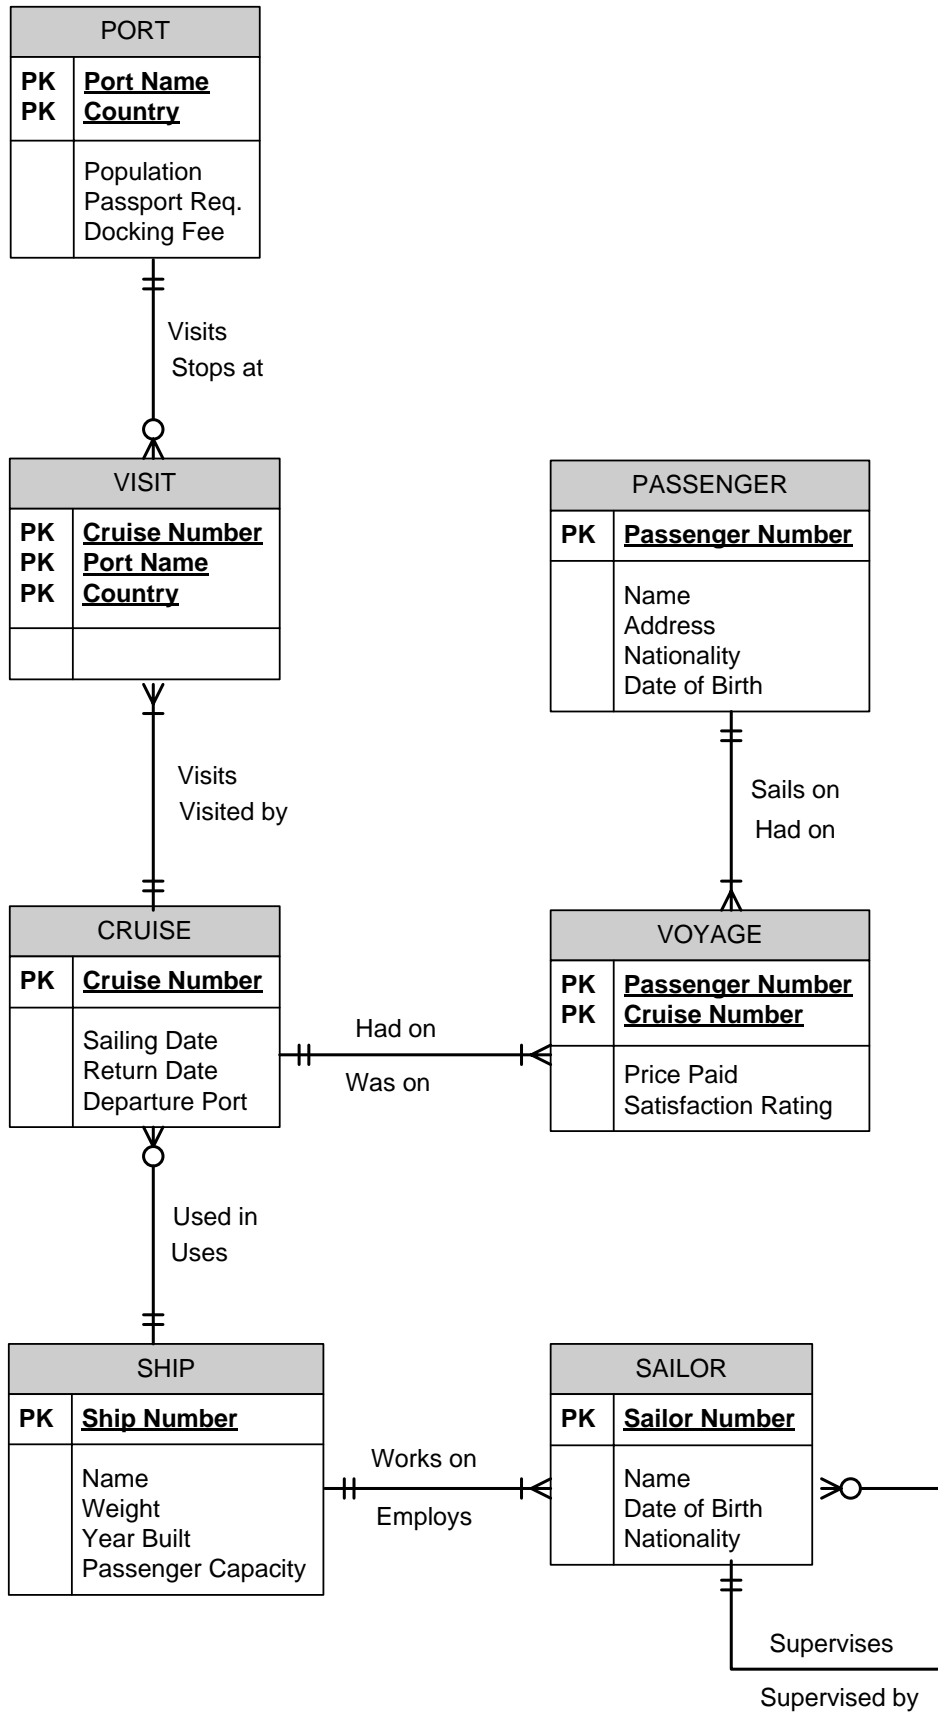 PORT
PK Port Name
PK Country
Population
Passport Req.
Docking Fee
Visits
Stops at
VISIT
PK Cruise Number
PK Port Name
PK Country
PASSENGER
PK Passenger Number
Name
Address
Nationality
Date of Birth
Visits
Visited by
Sails on
Had on
CRUISE
PK Cruise Number
Sailing Date
Return Date
Departure Port
Had on
Was on
VOYAGE
PK Passenger Number
PK Cruise Number
Price Paid
Satisfaction Rating
Used in
Uses
SHIP
PK Ship Number
Name
Weight
Year Built
Passenger Capacity
Works on
Employs
SAILOR
PK Sailor Number
Name
Date of Birth
Nationality
Supervises
Supervised by